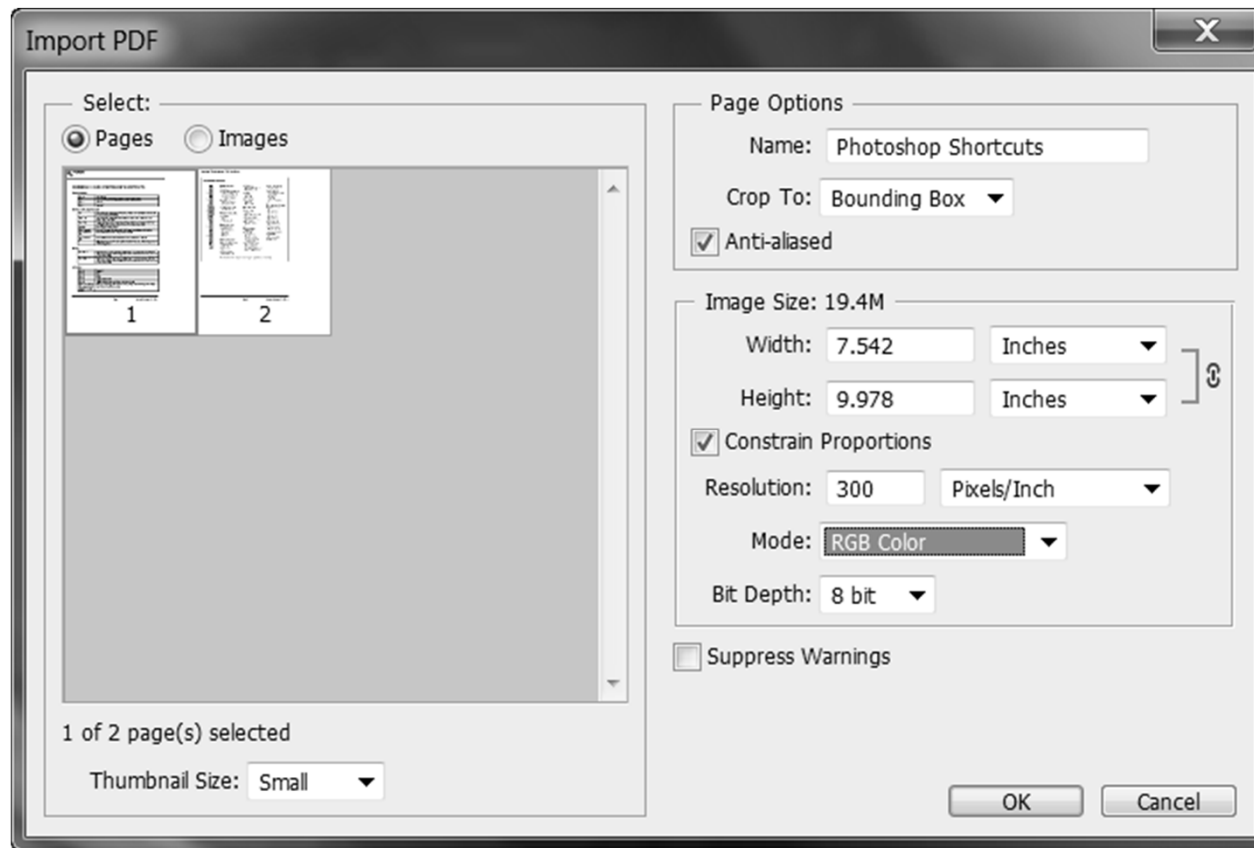 Import PDF
X
Select:
Pages
Images
1
2
1 of 2 page(s) selected
Thumbnail Size: Small
Page Options
Name: Photoshop Shortcuts
Crop To: Bounding Box
Anti-aliased
Image Size: 19.4M
Width: 7.542 Inches
Height: 9.978 Inches
Constrain Proportions
Resolution: 300 Pixels/Inch
Mode: RGB Color
Bit Depth: 8 bit
Suppress Warnings
OK
Cancel